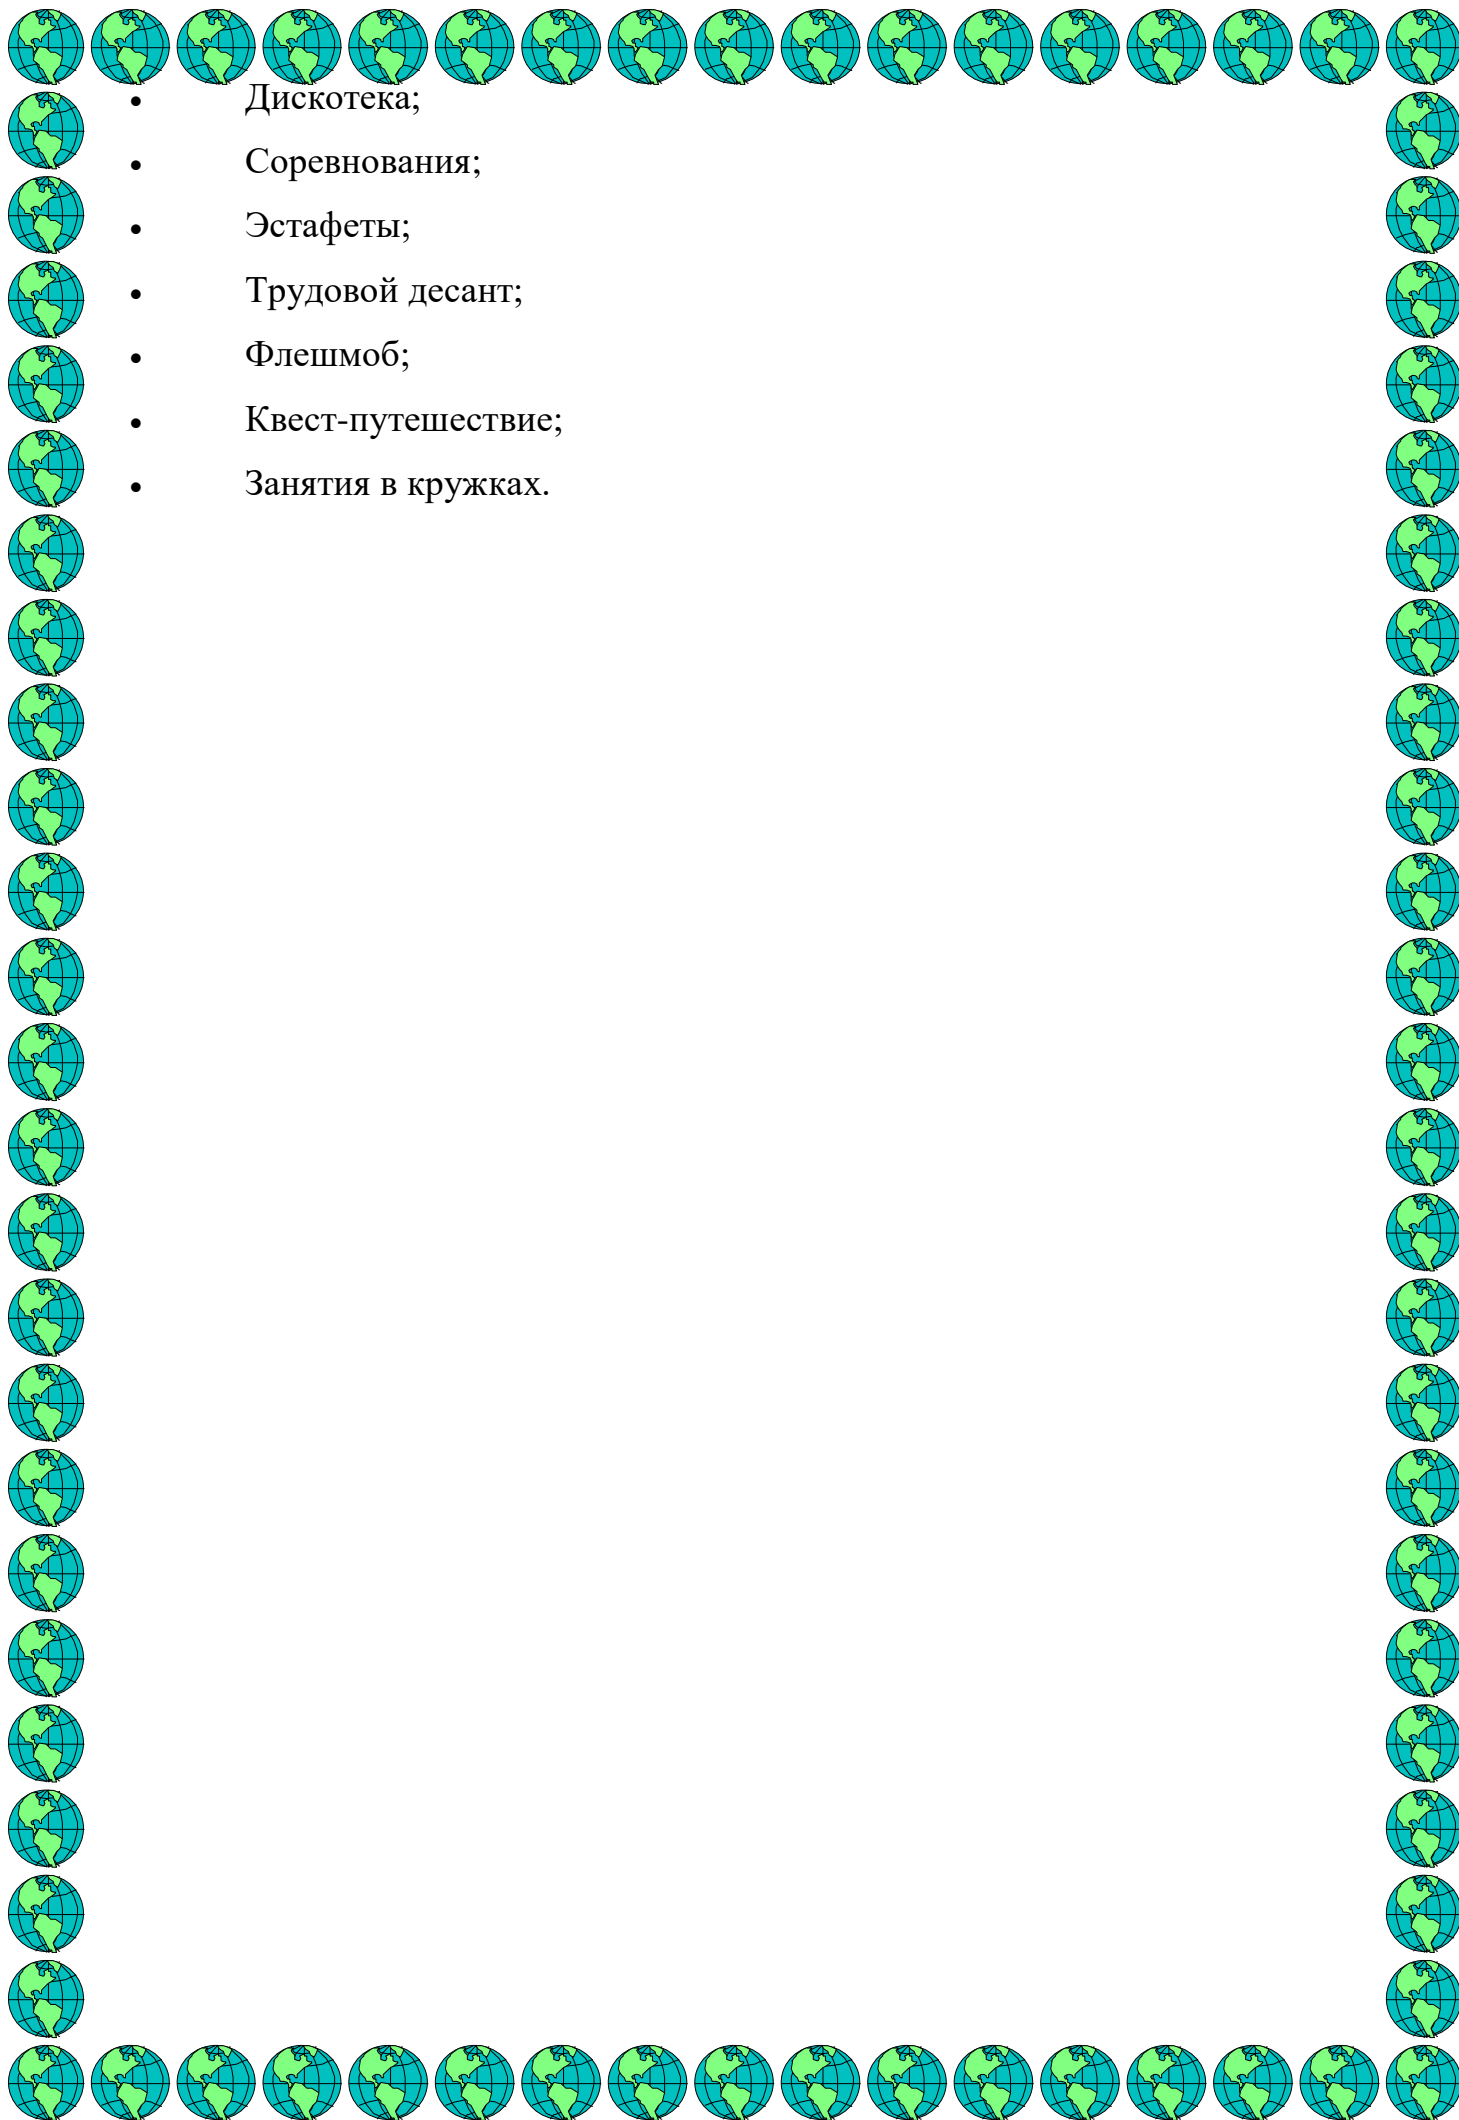 • Дискотека;
• Соревнования;
• Эстафеты;
• Трудовой десант;
• Флешмоб;
• Квест-путешествие;
• Занятия в кружках.